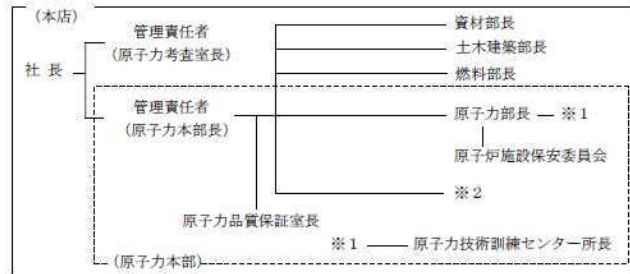 (本店)
管理責任者
(原子力考査室長)
社 長
資材部長
土木建築部長
燃料部長
管理責任者
(原子力本部長)
原子力部長
※1
原子炉施設保安委員会
※2
原子力品質保証室長
※1
原子力技術訓練センター所長
(原子力本部)